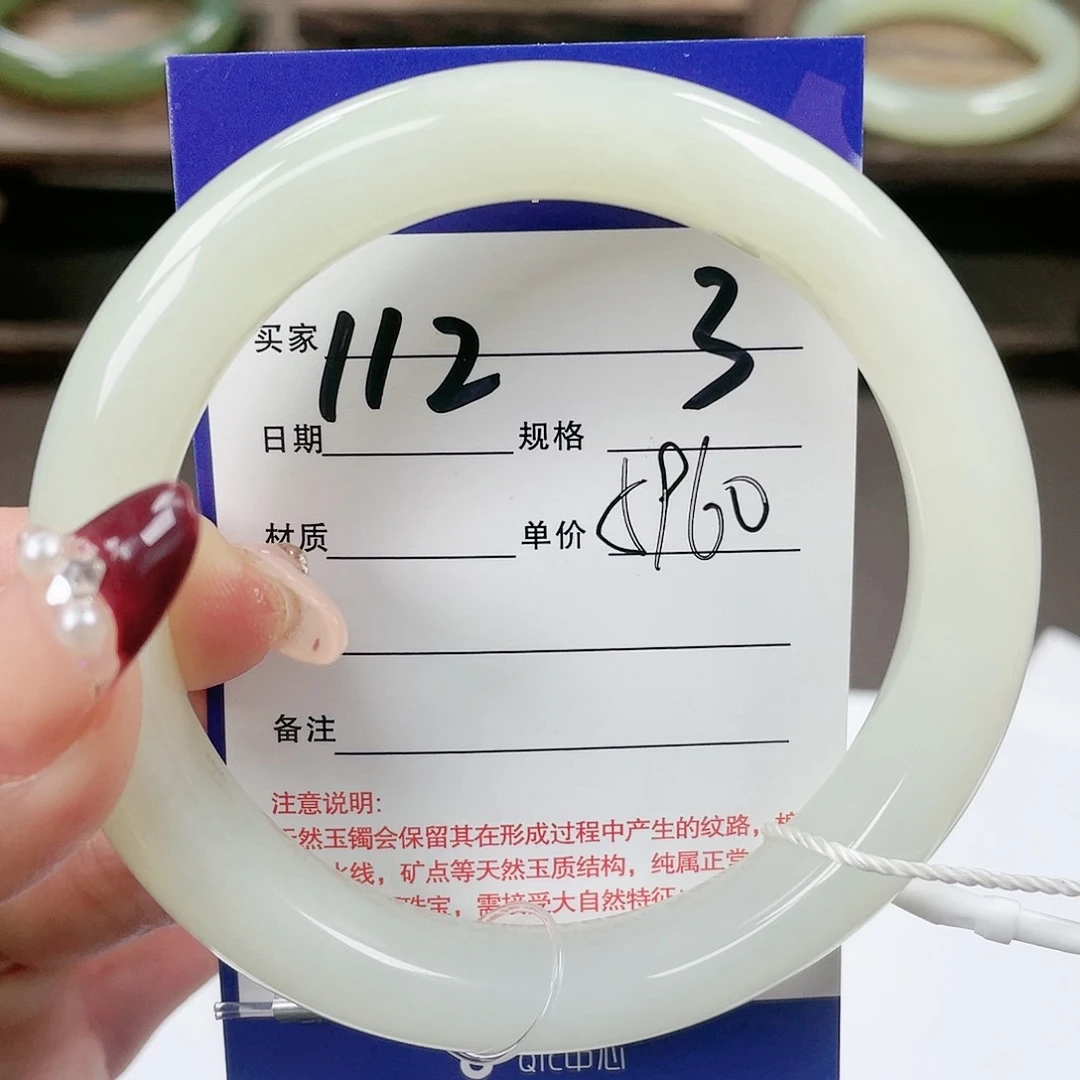 买家 112 3
日期 规格
材质 单价
备注
注意说明:
然玉镯会保留其在形成过程中产生的纹路,
水线,矿点等天然玉质结构,纯属正常
珠宝,需接受大自然特征
QIC中心